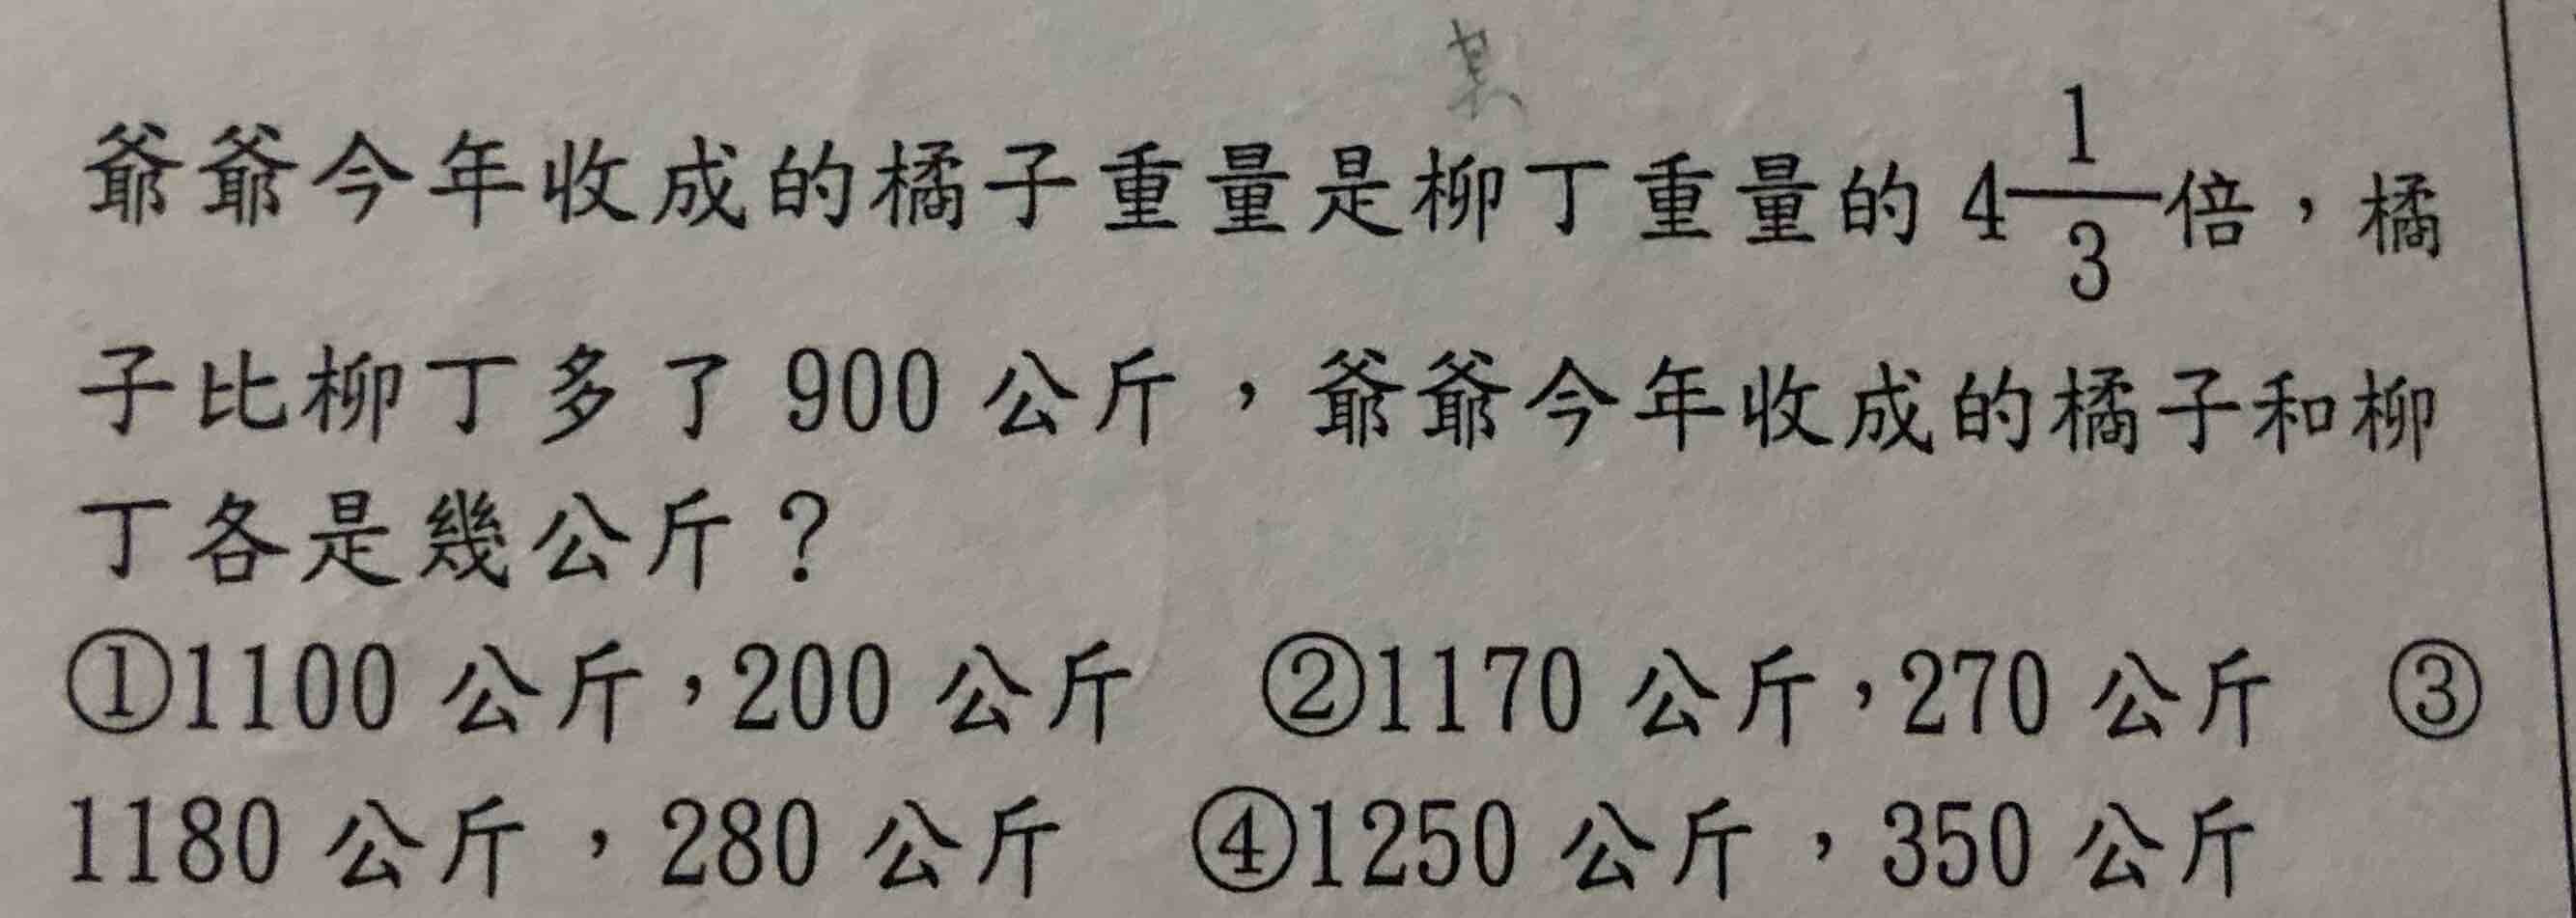 爺爺今年收成的橘子重量是柳丁重量的 4 1/3 倍，橘
子比柳丁多了 900 公斤，爺爺今年收成的橘子和柳
丁各是幾公斤？
①1100 公斤，200 公斤 ②1170 公斤，270 公斤 ③
1180 公斤，280 公斤 ④1250 公斤，350 公斤